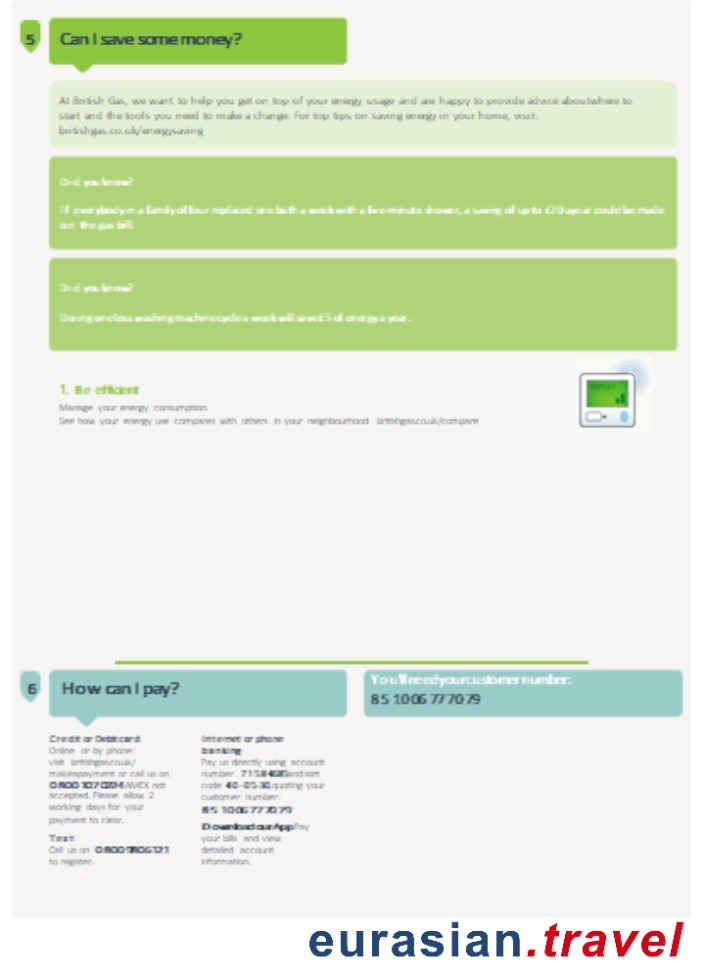 5
Can I save some money?
At British Gas, we want to help you get on top of your energy usage and are happy to provide advice aboutwhere to
start and the tools you need to make a change. For top tips on saving energy in your home, visit:
britishgas.co.uk/energysaving
Did you know?
If everybody in a family of four replaced one bath a week with a five minute shower, a saving of up to £20 a year could be made
on the gas bill.
Did you know?
Doing one less washing machine cycle a week will save £5 of energy a year.
1. Be efficient
Manage your energy consumption.
See how your energy use compares with others in your neighbourhood britishgas.co.uk/compare
6
How can I pay?
You'll need your customer number:
85 1006 777079
Credit or Debit card
Online or by phone:
visit britishgas.co.uk/
makeapayment or call us on
AMEX not
accepted. Please allow 2
working days for your
payment to clear.
Text
Call us on
to register.
Internet or phone
banking
Pay us directly using account
number and sort
code quoting your
customer number:
85 1006 777079
Download our App Pay
your bills and view
detailed account
information.
eurasian.travel